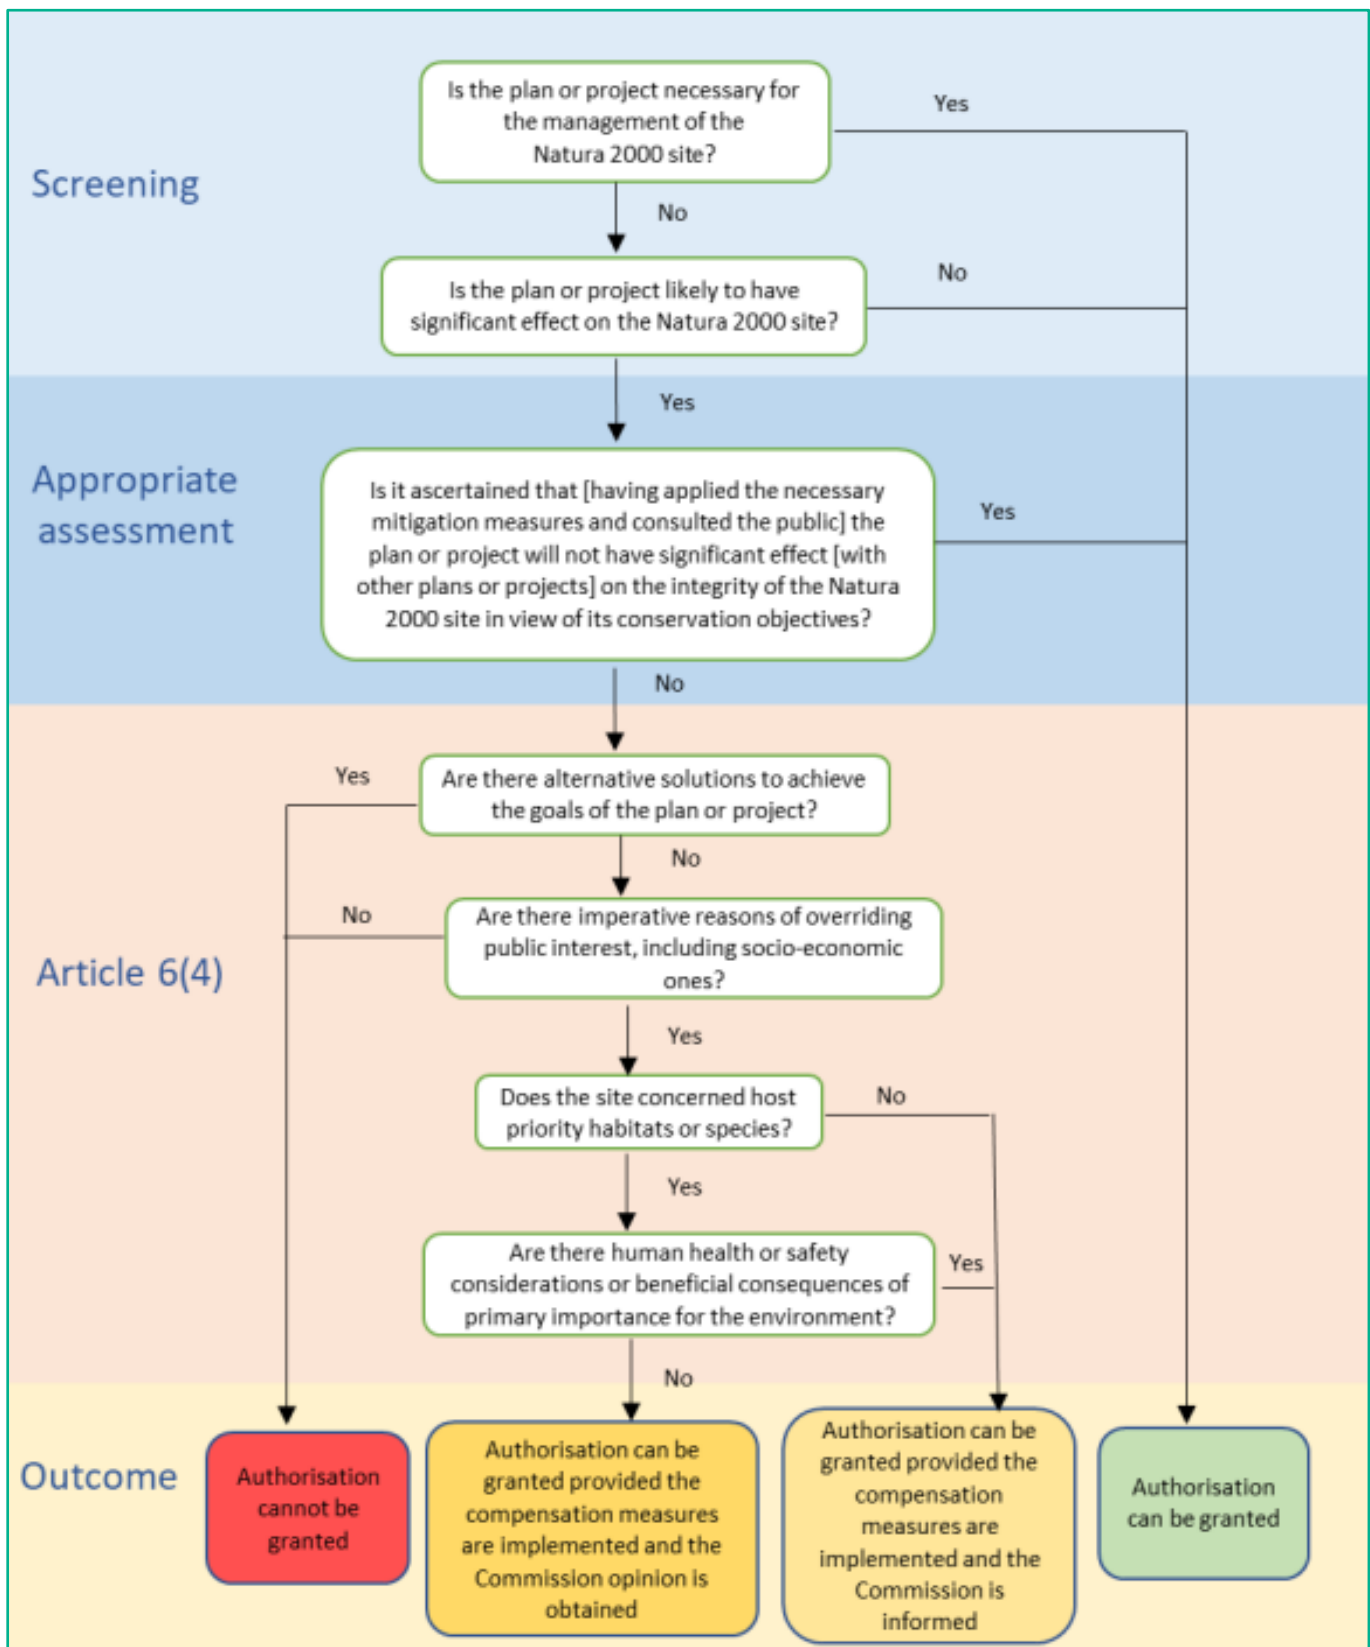 Is the plan or project necessary for
the management of the
Natura 2000 site?
Yes
Screening
No
Is the plan or project likely to have
significant effect on the Natura 2000 site?
No
Yes
Appropriate
assessment
Is it ascertained that [having applied the necessary
mitigation measures and consulted the public] the
plan or project will not have significant effect [with
other plans or projects] on the integrity of the Natura
2000 site in view of its conservation objectives?
Yes
No
Are there alternative solutions to achieve
the goals of the plan or project?
Yes
No
Are there imperative reasons of overriding
public interest, including socio-economic
ones?
No
Article 6(4)
Yes
Does the site concerned host
priority habitats or species?
No
Yes
Are there human health or safety
considerations or beneficial consequences of
primary importance for the environment?
Yes
No
Outcome
Authorisation
cannot be
granted
Authorisation can be
granted provided the
compensation measures
are implemented and the
Commission opinion is
obtained
Authorisation can be
granted provided the
compensation
measures are
implemented and the
Commission is
informed
Authorisation
can be granted